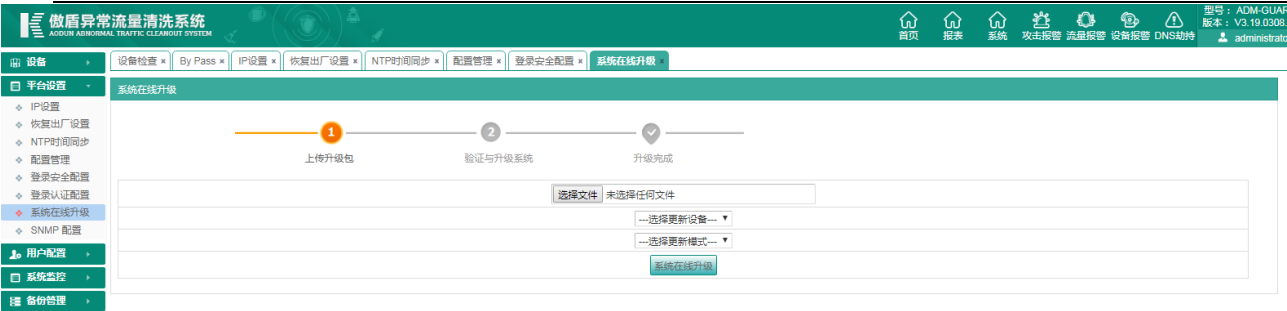 傲盾异常流量清洗系统
AODUN ABNORMAL TRAFFIC CLEANOUT SYSTEM
首页 报表 系统 攻击报警 流量报警 设备报警 DNS劫持
型号： ADM-GUAR
版本： V3.19.0308.
administrato
设备
平台设置
IP设置
恢复出厂设置
NTP时间同步
配置管理
登录安全配置
登录认证配置
系统在线升级
SNMP 配置
用户配置
系统监控
备份管理
设备检查 × By Pass × IP设置 × 恢复出厂设置 × NTP时间同步 × 配置管理 × 登录安全配置 × 系统在线升级 ×
系统在线升级
1 2
上传升级包 验证与升级系统 升级完成
选择文件 未选择任何文件
---选择更新设备--- ▼
---选择更新模式--- ▼
系统在线升级